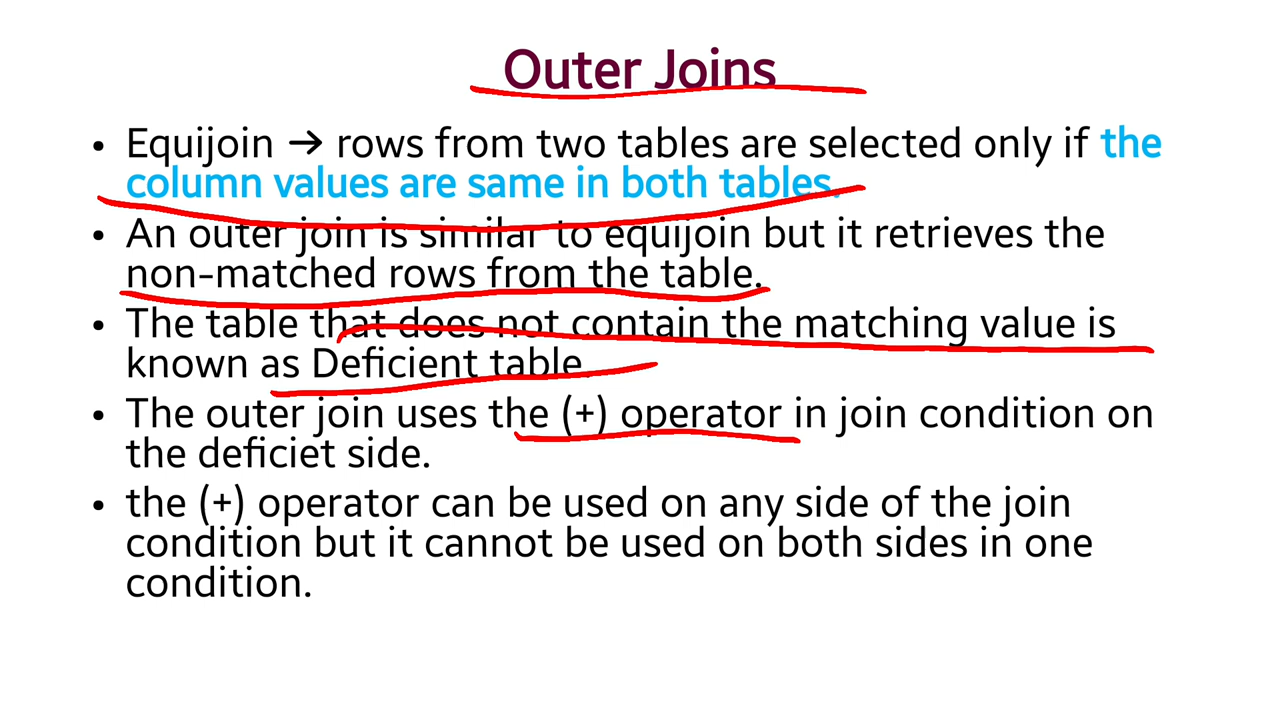 Outer Joins
• Equijoin → rows from two tables are selected only if the
column values are same in both tables.
• An outer join is similar to equijoin but it retrieves the
non-matched rows from the table.
• The table that does not contain the matching value is
known as Deficient table.
• The outer join uses the (+) operator in join condition on
the deficiet side.
• the (+) operator can be used on any side of the join
condition but it cannot be used on both sides in one
condition.